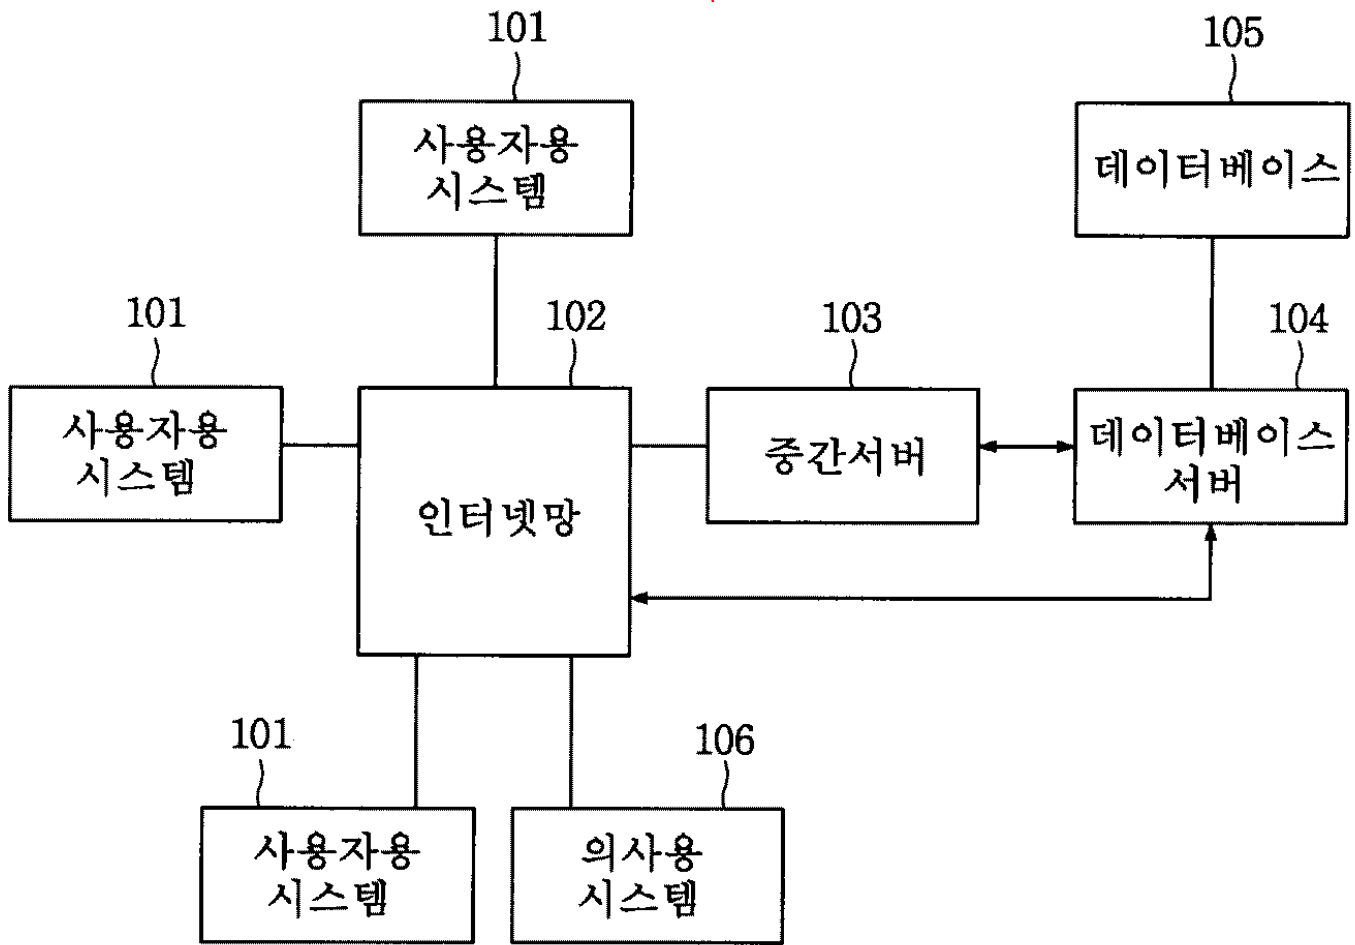 101
105
사용자용
시스템
데이터베이스
101
102
103
104
사용자용
시스템
인터넷망
중간서버
데이터베이스
서버
101
106
사용자용
시스템
의사용
시스템